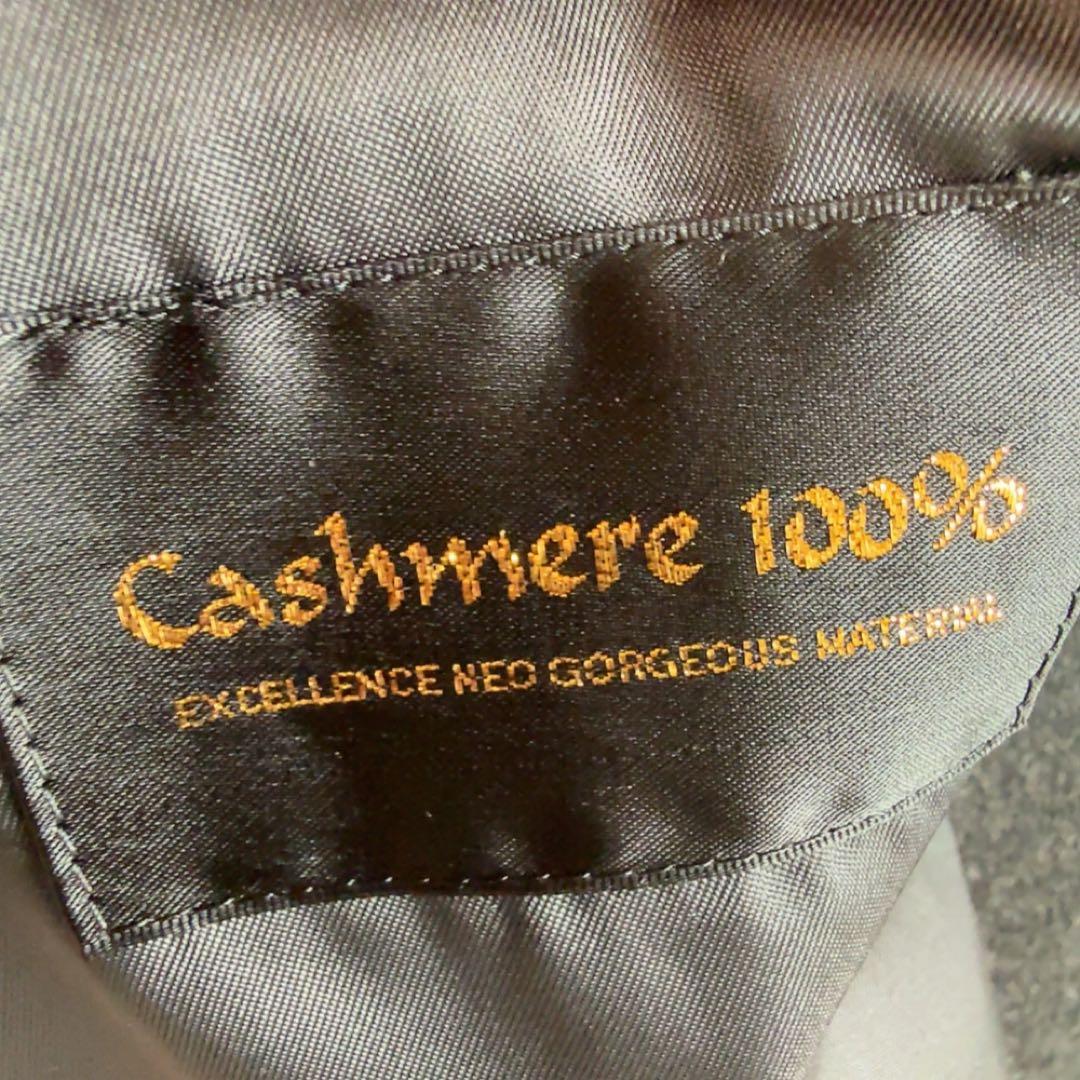 Cashmere 100%
EXCELLENCE NEO GORGEOUS MATERIAL